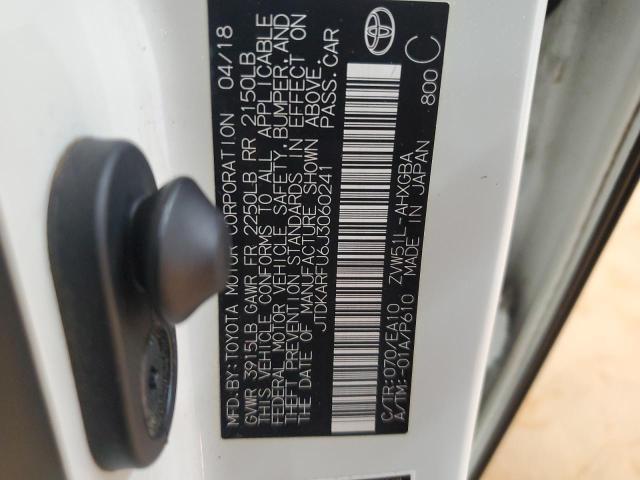 MFD. BY: TOYOTA MOTOR CORPORATION 04/18
GVWR 3915LB GAWR FR 2250LB RR 2150LB
THIS VEHICLE CONFORMS TO ALL APPLICABLE
FEDERAL MOTOR VEHICLE SAFETY, BUMPER, AND
THEFT PREVENTION STANDARDS IN EFFECT ON
THE DATE OF MANUFACTURE SHOWN ABOVE.
JTDKARFU6J3060241 PASS. CAR
C/TR:070/EA10 ZVW51L-AHXGBA
A/TM:-01A/P610 MADE IN JAPAN
800 C